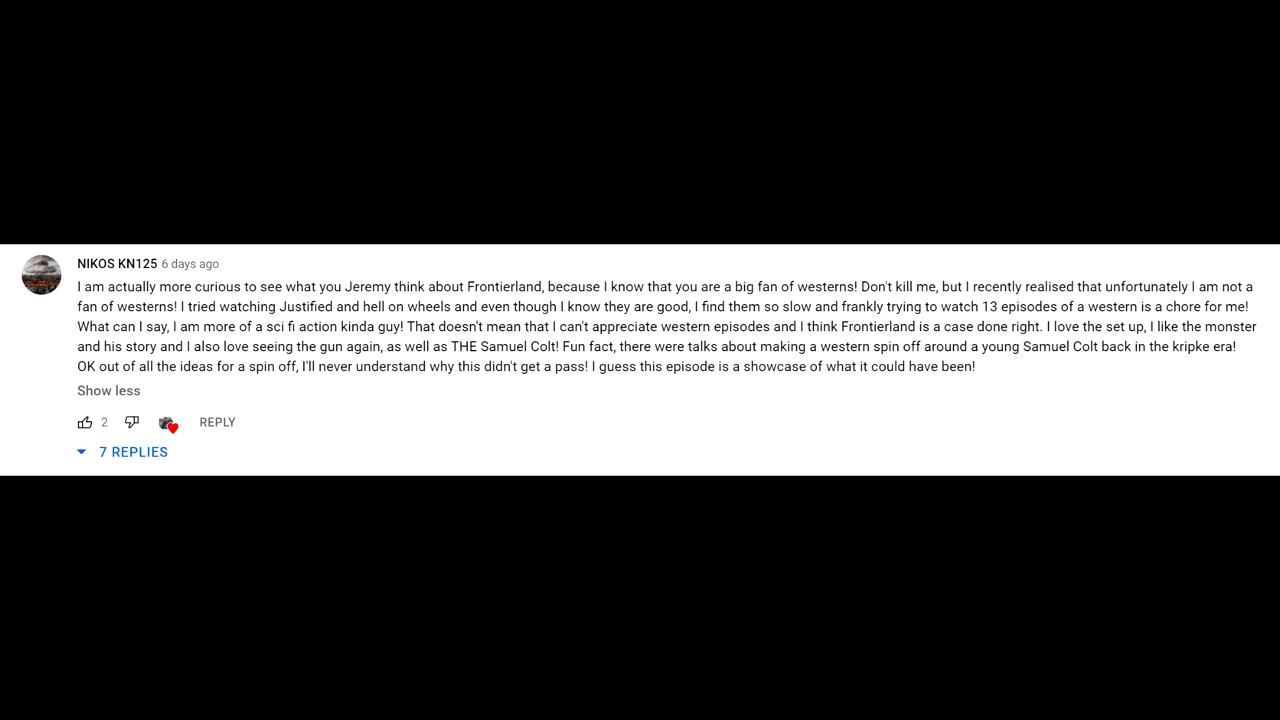 NIKOS KN125 6 days ago
I am actually more curious to see what you Jeremy think about Frontierland, because I know that you are a big fan of westerns! Don't kill me, but I recently realised that unfortunately I am not a
fan of westerns! I tried watching Justified and hell on wheels and even though I know they are good, I find them so slow and frankly trying to watch 13 episodes of a western is a chore for me!
What can I say, I am more of a sci fi action kinda guy! That doesn't mean that I can't appreciate western episodes and I think Frontierland is a case done right. I love the set up, I like the monster
and his story and I also love seeing the gun again, as well as THE Samuel Colt! Fun fact, there were talks about making a western spin off around a young Samuel Colt back in the kripke era!
OK out of all the ideas for a spin off, I'll never understand why this didn't get a pass! I guess this episode is a showcase of what it could have been!
Show less
2 REPLY
7 REPLIES